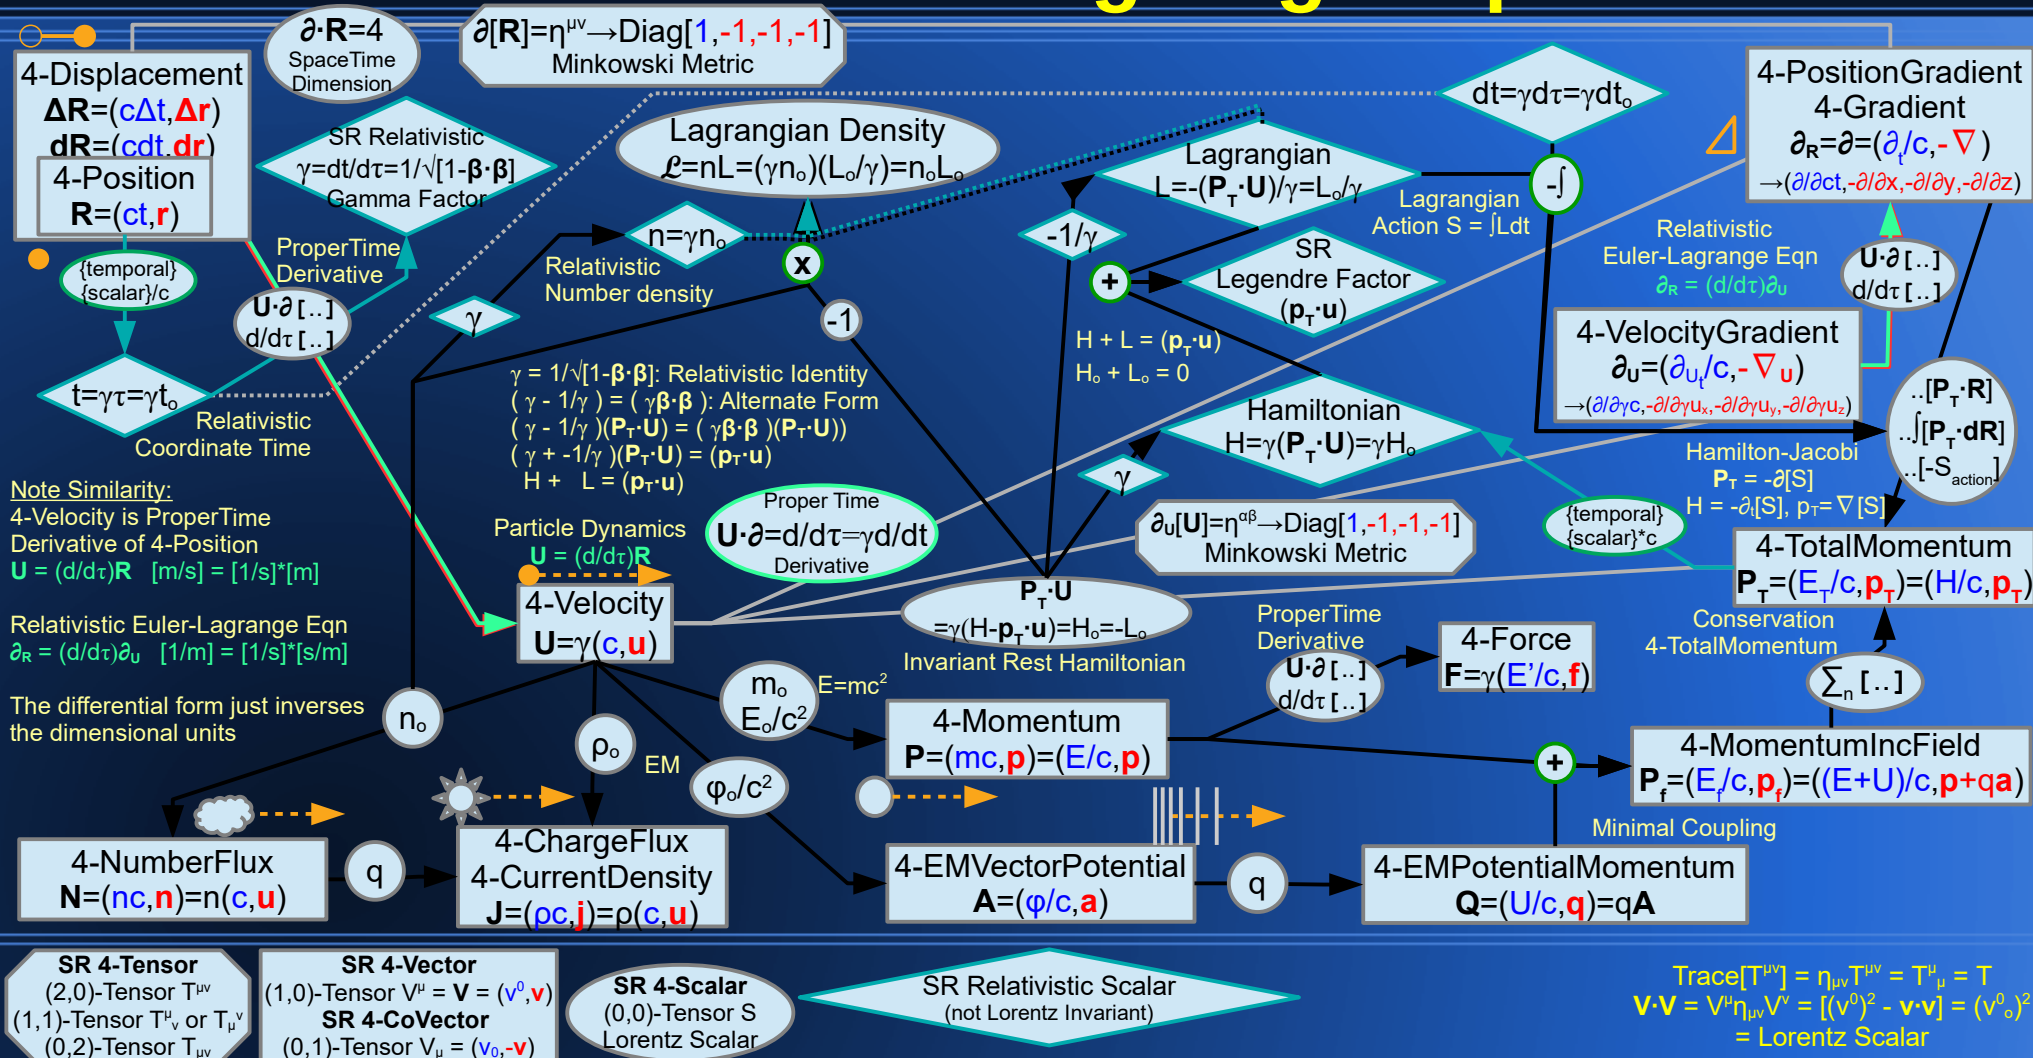 ∂·R=4
SpaceTime
Dimension
∂[R]=η^μν→Diag[1,-1,-1,-1]
Minkowski Metric
4-Displacement
ΔR=(cΔt,Δr)
dR=(cdt,dr)
4-Position
R=(ct,r)
SR Relativistic
γ=dt/dτ=1/√[1-β·β]
Gamma Factor
Lagrangian Density
ℒ=nL=(γn₀)(L₀/γ)=n₀L₀
dt=γdτ=γdt₀
4-PositionGradient
4-Gradient
∂_R=∂=(∂_t/c,-∇)
→(∂/∂ct,-∂/∂x,-∂/∂y,-∂/∂z)
Lagrangian
L=-(P_T·U)/γ=L₀/γ
-∫
Lagrangian
Action S = ∫Ldt
ProperTime
Derivative
{temporal}
{scalar}/c
U·∂[..]
d/dτ [..]
n=γn₀
Relativistic
Number density
x
-1/γ
+
SR
Legendre Factor
(p_T·u)
Relativistic
Euler-Lagrange Eqn
∂_R = (d/dτ)∂_U
U·∂[..]
d/dτ [..]
γ
-1
H + L = (p_T·u)
H₀ + L₀ = 0
4-VelocityGradient
∂_U=(∂_Ut/c,-∇_U)
→(∂/∂γc,-∂/∂γu_x,-∂/∂γu_y,-∂/∂γu_z)
t=γτ=γt₀
Relativistic
Coordinate Time
γ = 1/√[1-β·β]: Relativistic Identity
( γ - 1/γ ) = ( γβ·β ): Alternate Form
( γ - 1/γ )(P_T·U) = ( γβ·β )(P_T·U))
( γ + -1/γ )(P_T·U) = (p_T·u)
H + L = (p_T·u)
Hamiltonian
H=γ(P_T·U)=γH₀
γ
..[P_T·R]
..∫[P_T·dR]
..[-S_action]
Hamilton-Jacobi
P_T = -∂[S]
H = -∂_t[S], p_T=∇[S]
Note Similarity:
4-Velocity is ProperTime
Derivative of 4-Position
U = (d/dτ)R [m/s] = [1/s]*[m]
Relativistic Euler-Lagrange Eqn
∂_R = (d/dτ)∂_U [1/m] = [1/s]*[s/m]
The differential form just inverses
the dimensional units
Particle Dynamics
U = (d/dτ)R
Proper Time
U·∂=d/dτ=γd/dt
Derivative
∂_U[U]=η^αβ→Diag[1,-1,-1,-1]
Minkowski Metric
{temporal}
{scalar}*c
4-TotalMomentum
P_T=(E_T/c,p_T)=(H/c,p_T)
4-Velocity
U=γ(c,u)
P_T·U
=γ(H-p_T·u)=H₀=-L₀
Invariant Rest Hamiltonian
ProperTime
Derivative
U·∂[..]
d/dτ [..]
4-Force
F=γ(E'/c,f)
Conservation
4-TotalMomentum
Σ_n [..]
n₀
m₀
E₀/c²
E=mc²
ρ₀
EM
φ₀/c²
4-Momentum
P=(mc,p)=(E/c,p)
+
4-MomentumIncField
P_f=(E_f/c,p_f)=((E+U)/c,p+qa)
Minimal Coupling
4-NumberFlux
N=(nc,n)=n(c,u)
q
4-ChargeFlux
4-CurrentDensity
J=(ρc,j)=ρ(c,u)
4-EMVectorPotential
A=(φ/c,a)
q
4-EMPotentialMomentum
Q=(U/c,q)=qA
SR 4-Tensor
(2,0)-Tensor T^μν
(1,1)-Tensor T^μ_ν or T_μ^ν
(0,2)-Tensor T_μν
SR 4-Vector
(1,0)-Tensor V^μ = V = (v⁰,v)
SR 4-CoVector
(0,1)-Tensor V_μ = (v₀,-v)
SR 4-Scalar
(0,0)-Tensor S
Lorentz Scalar
SR Relativistic Scalar
(not Lorentz Invariant)
Trace[T^μν] = η_μνT^μν = T^μ_μ = T
V·V = V^μη_μνV^ν = [(v⁰)² - v·v] = (v⁰₀)²
= Lorentz Scalar